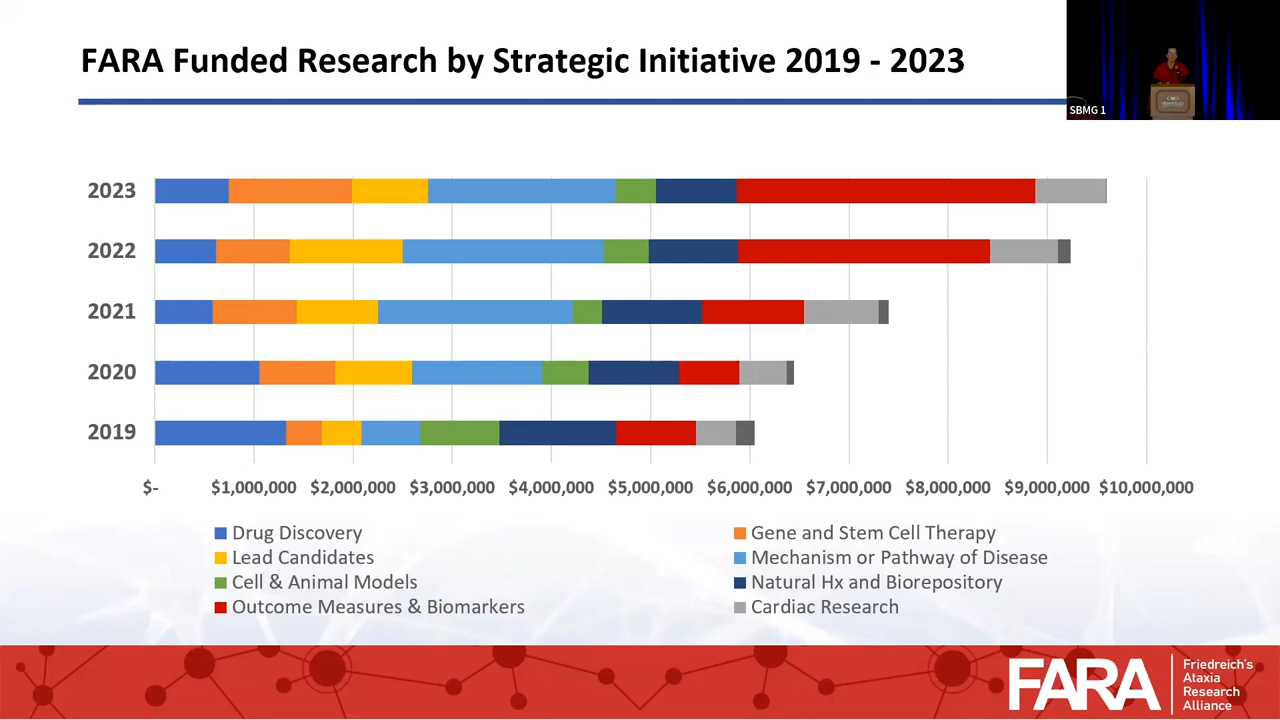 FARA Funded Research by Strategic Initiative 2019 - 2023
SBMG 1
2023
2022
2021
2020
2019
$- $1,000,000 $2,000,000 $3,000,000 $4,000,000 $5,000,000 $6,000,000 $7,000,000 $8,000,000 $9,000,000 $10,000,000
Drug Discovery Gene and Stem Cell Therapy
Lead Candidates Mechanism or Pathway of Disease
Cell & Animal Models Natural Hx and Biorepository
Outcome Measures & Biomarkers Cardiac Research
FARA
Friedreich's
Ataxia
Research
Alliance